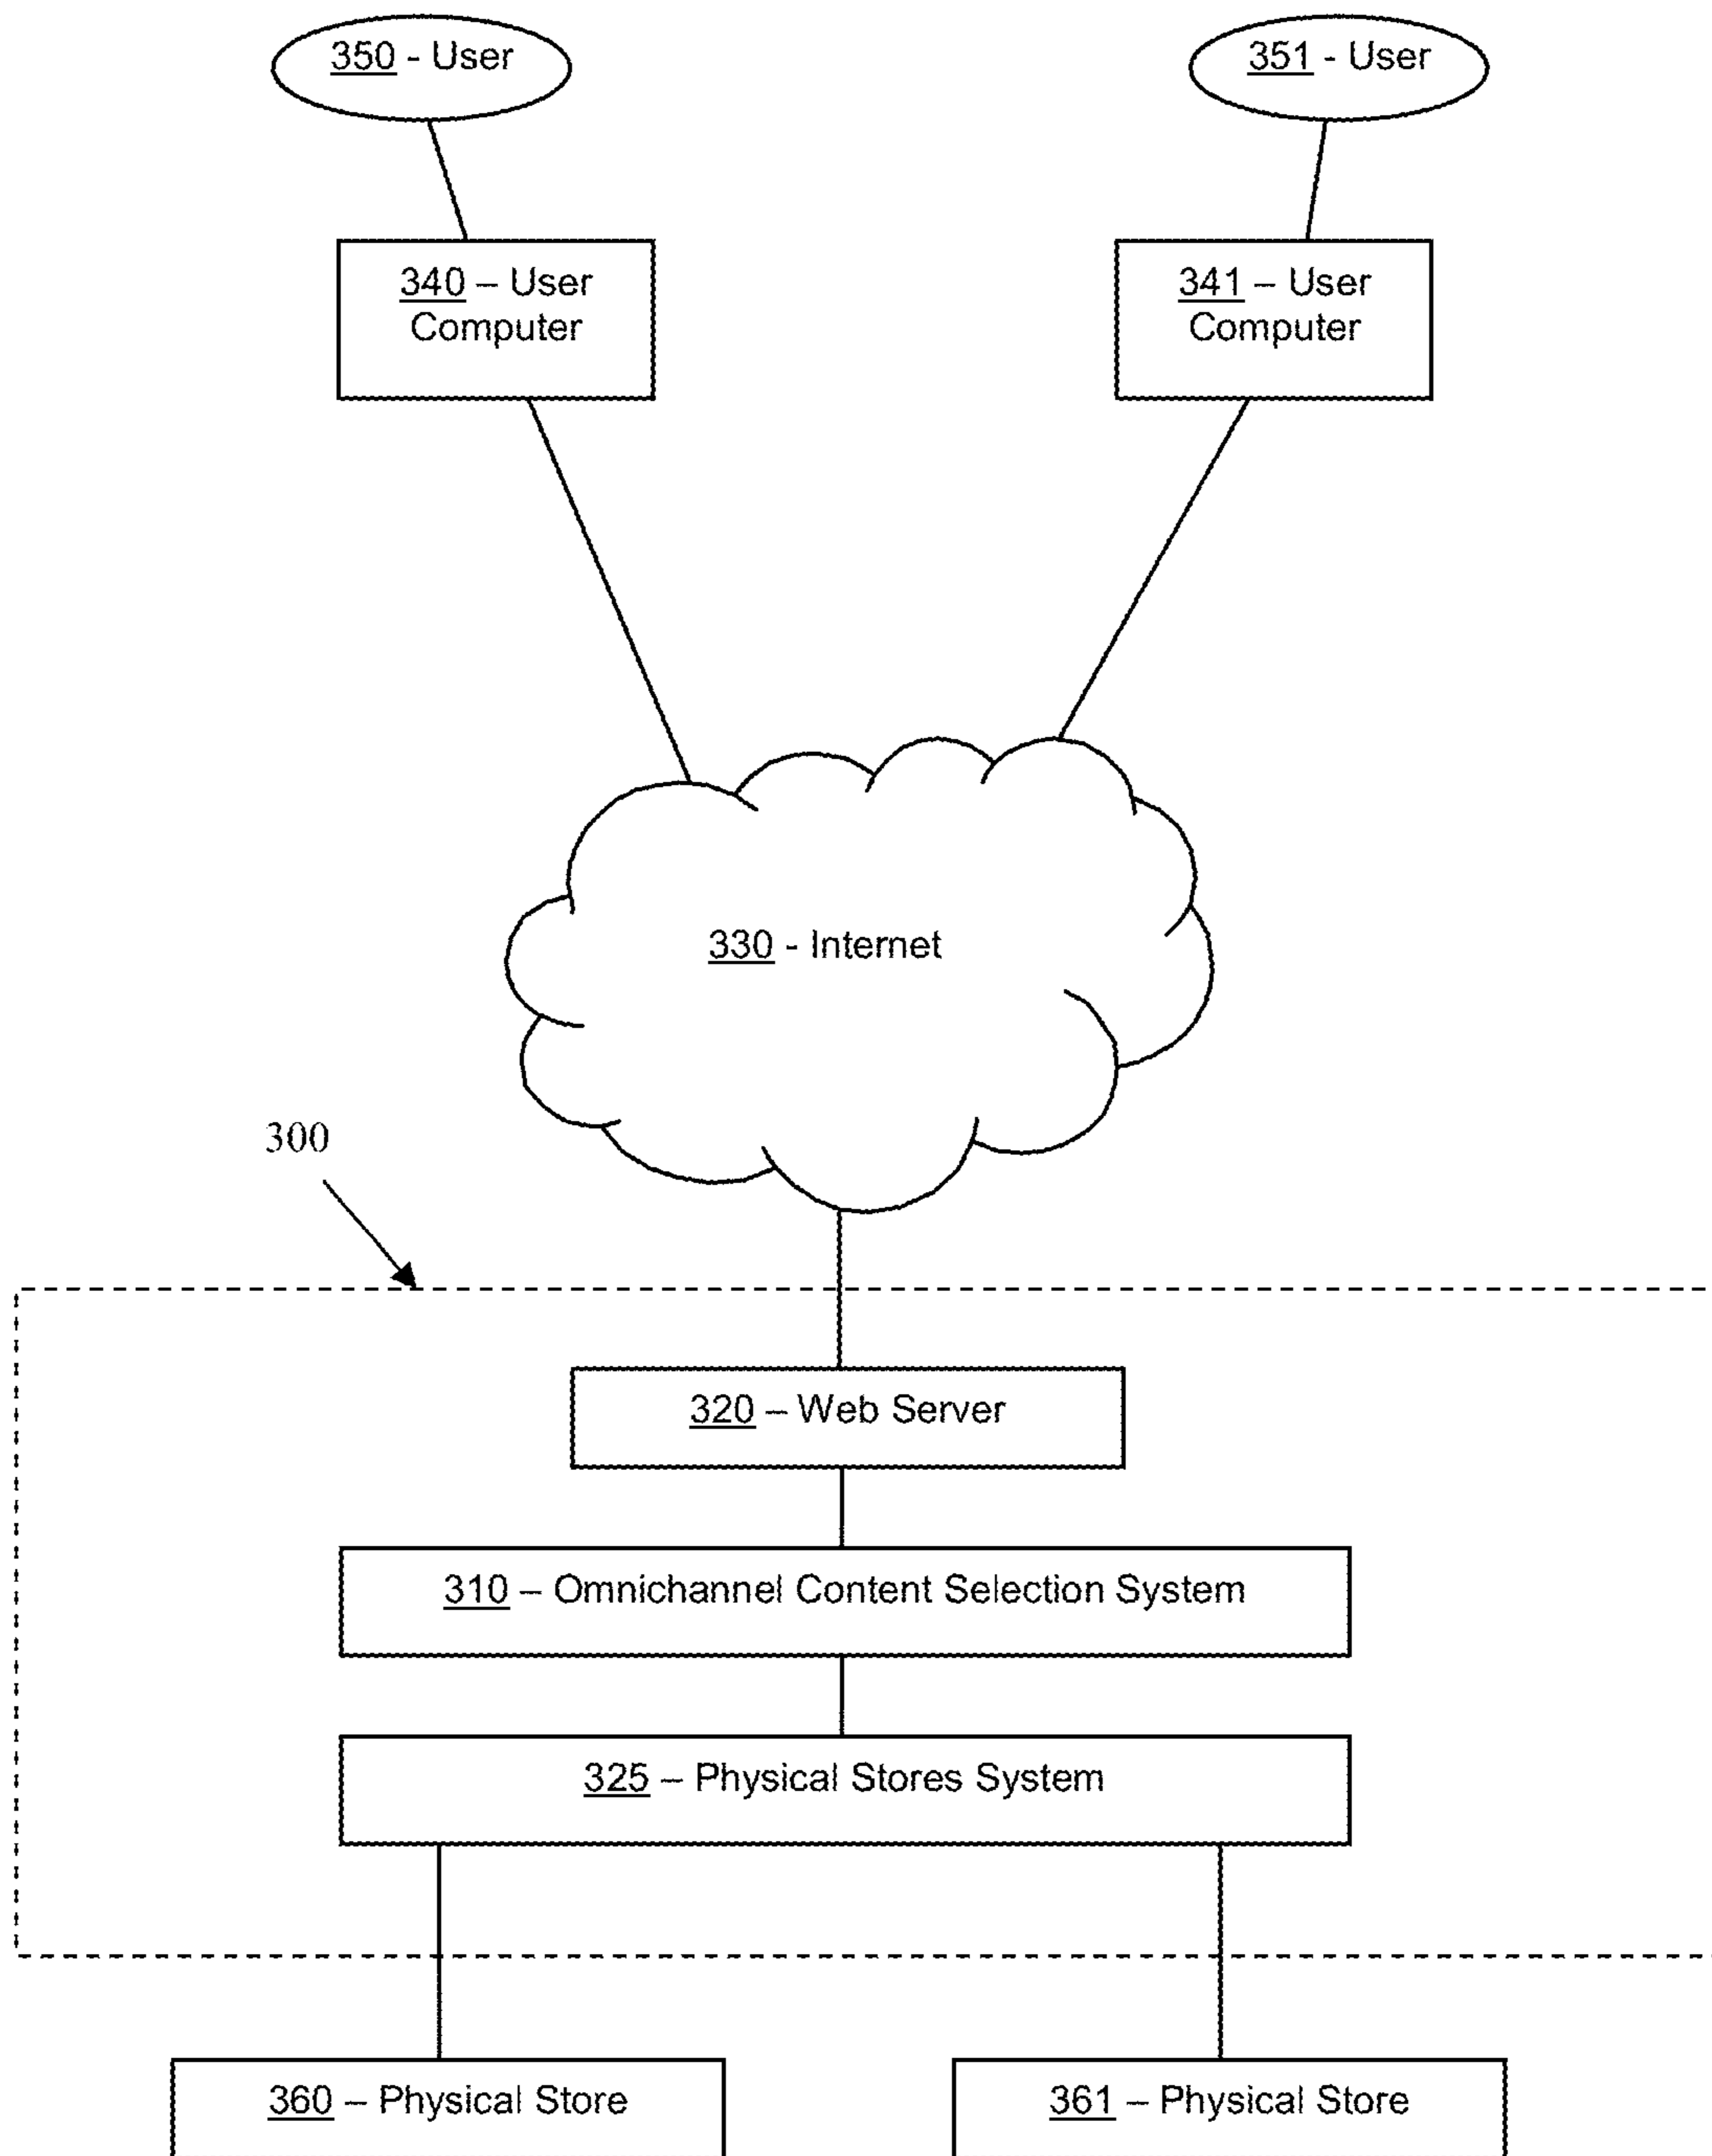 350 - User
351 - User
340 – User
Computer
341 – User
Computer
330 - Internet
300
320 – Web Server
310 – Omnichannel Content Selection System
325 – Physical Stores System
360 – Physical Store
361 – Physical Store